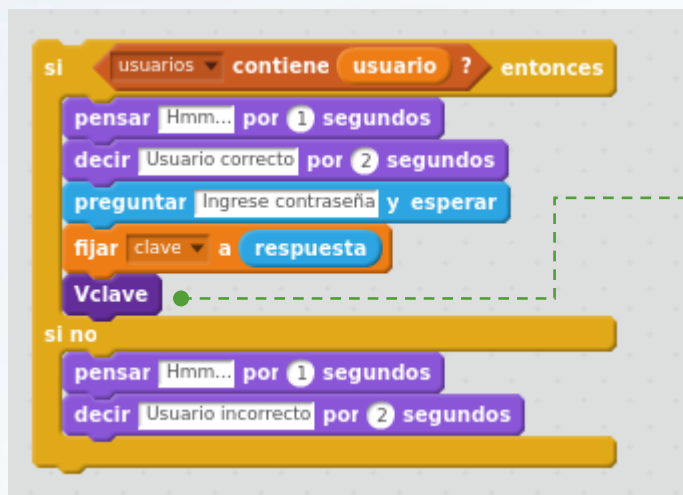 si usuarios contiene usuario ? entonces
pensar Hmm... por 1 segundos
decir Usuario correcto por 2 segundos
preguntar Ingrese contraseña y esperar
fijar clave a respuesta
Vclave
si no
pensar Hmm... por 1 segundos
decir Usuario incorrecto por 2 segundos